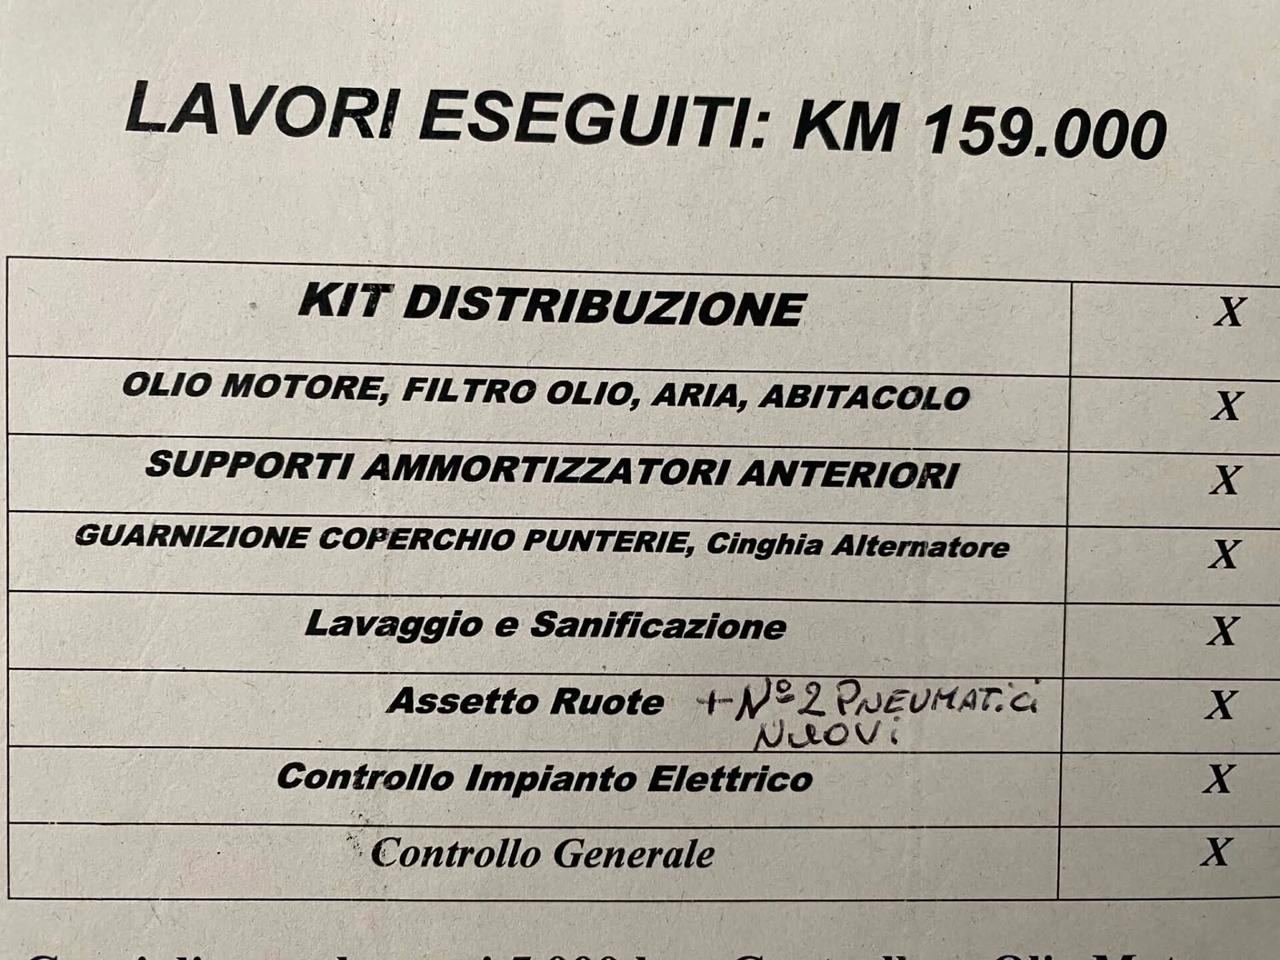 LAVORI ESEGUITI: KM 159.000
KIT DISTRIBUZIONE X
OLIO MOTORE, FILTRO OLIO, ARIA, ABITACOLO X
SUPPORTI AMMORTIZZATORI ANTERIORI X
GUARNIZIONE COPERCHIO PUNTERIE, Cinghia Alternatore X
Lavaggio e Sanificazione X
Assetto Ruote + Nº 2 PNEUMATiCi X
NUOVi
Controllo Impianto Elettrico X
Controllo Generale X